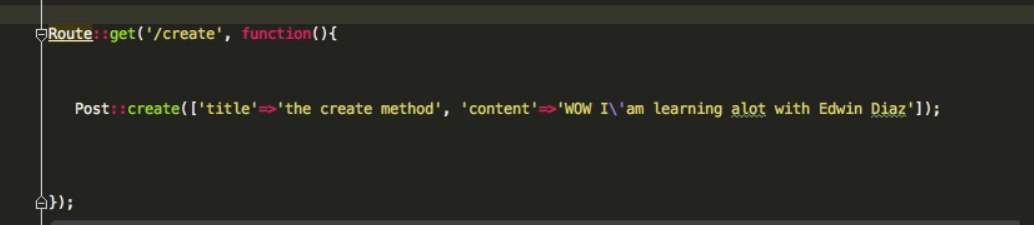 Route::get('/create', function(){
Post::create(['title'=>'the create method', 'content'=>'WOW I\'am learning alot with Edwin Diaz']);
});